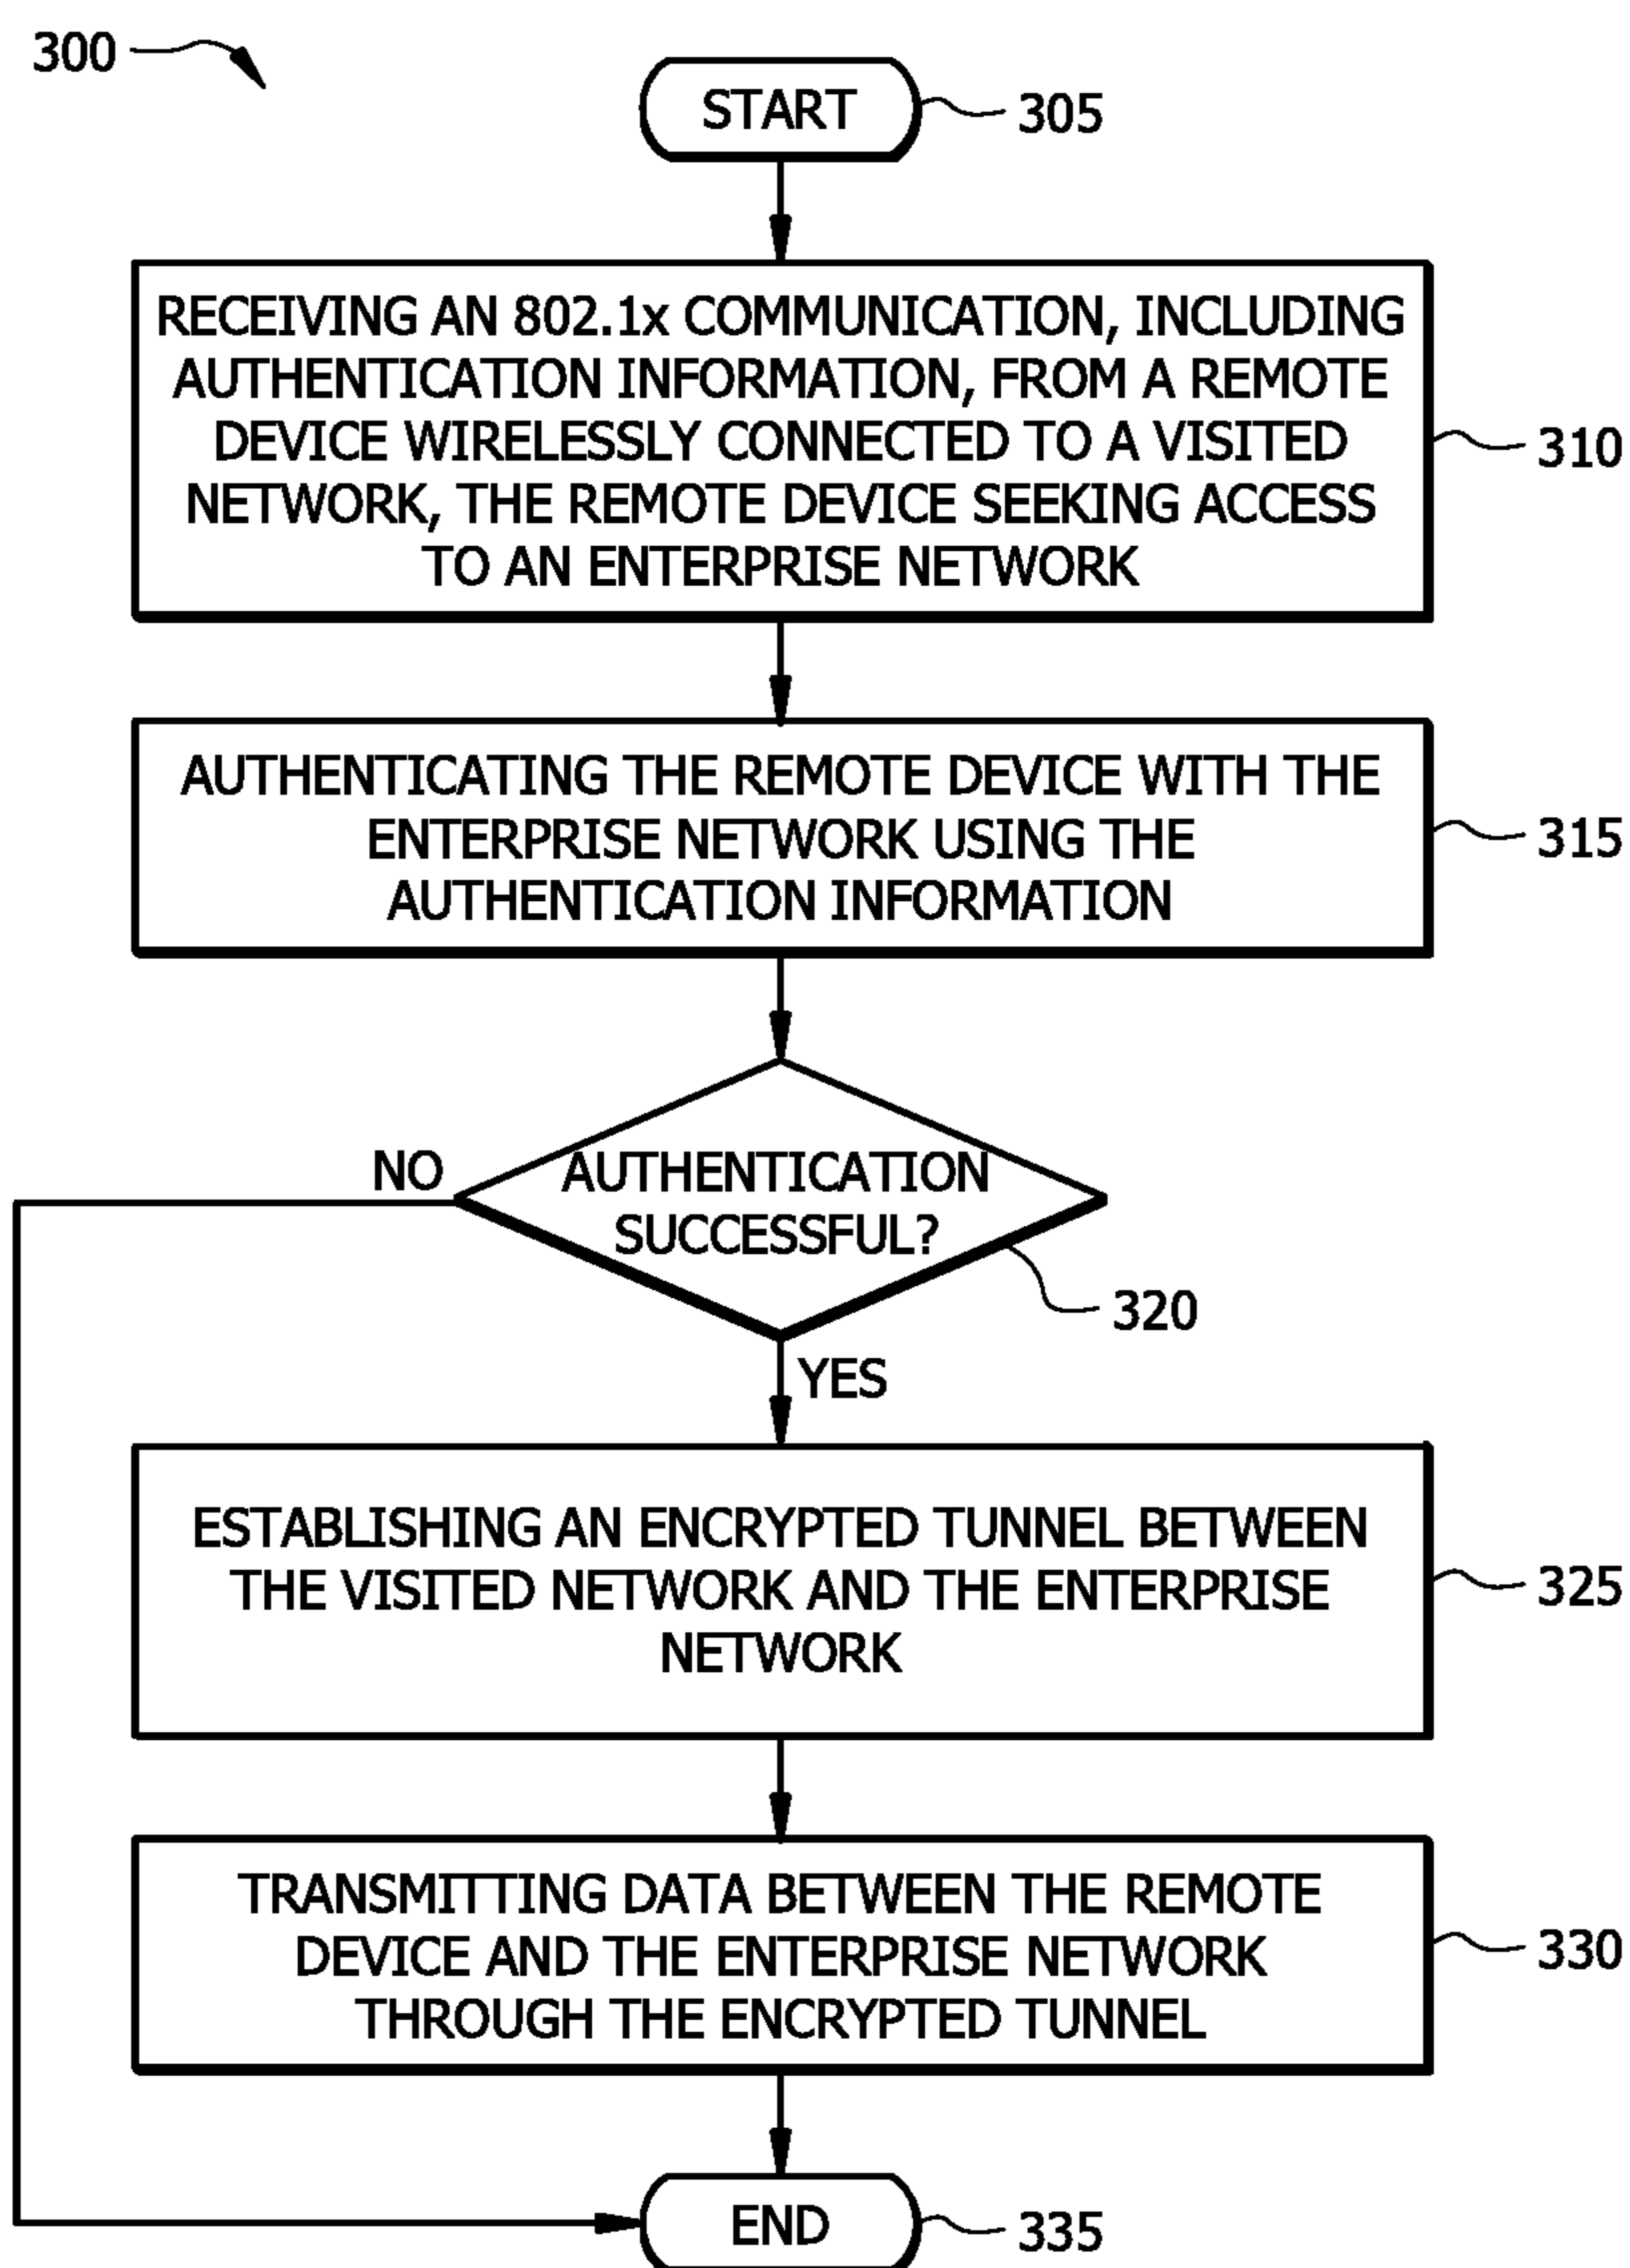 300
START
305
RECEIVING AN 802.1x COMMUNICATION, INCLUDING
AUTHENTICATION INFORMATION, FROM A REMOTE
DEVICE WIRELESSLY CONNECTED TO A VISITED
NETWORK, THE REMOTE DEVICE SEEKING ACCESS
TO AN ENTERPRISE NETWORK
310
AUTHENTICATING THE REMOTE DEVICE WITH THE
ENTERPRISE NETWORK USING THE
AUTHENTICATION INFORMATION
315
NO
AUTHENTICATION
SUCCESSFUL?
320
YES
ESTABLISHING AN ENCRYPTED TUNNEL BETWEEN
THE VISITED NETWORK AND THE ENTERPRISE
NETWORK
325
TRANSMITTING DATA BETWEEN THE REMOTE
DEVICE AND THE ENTERPRISE NETWORK
THROUGH THE ENCRYPTED TUNNEL
330
END
335